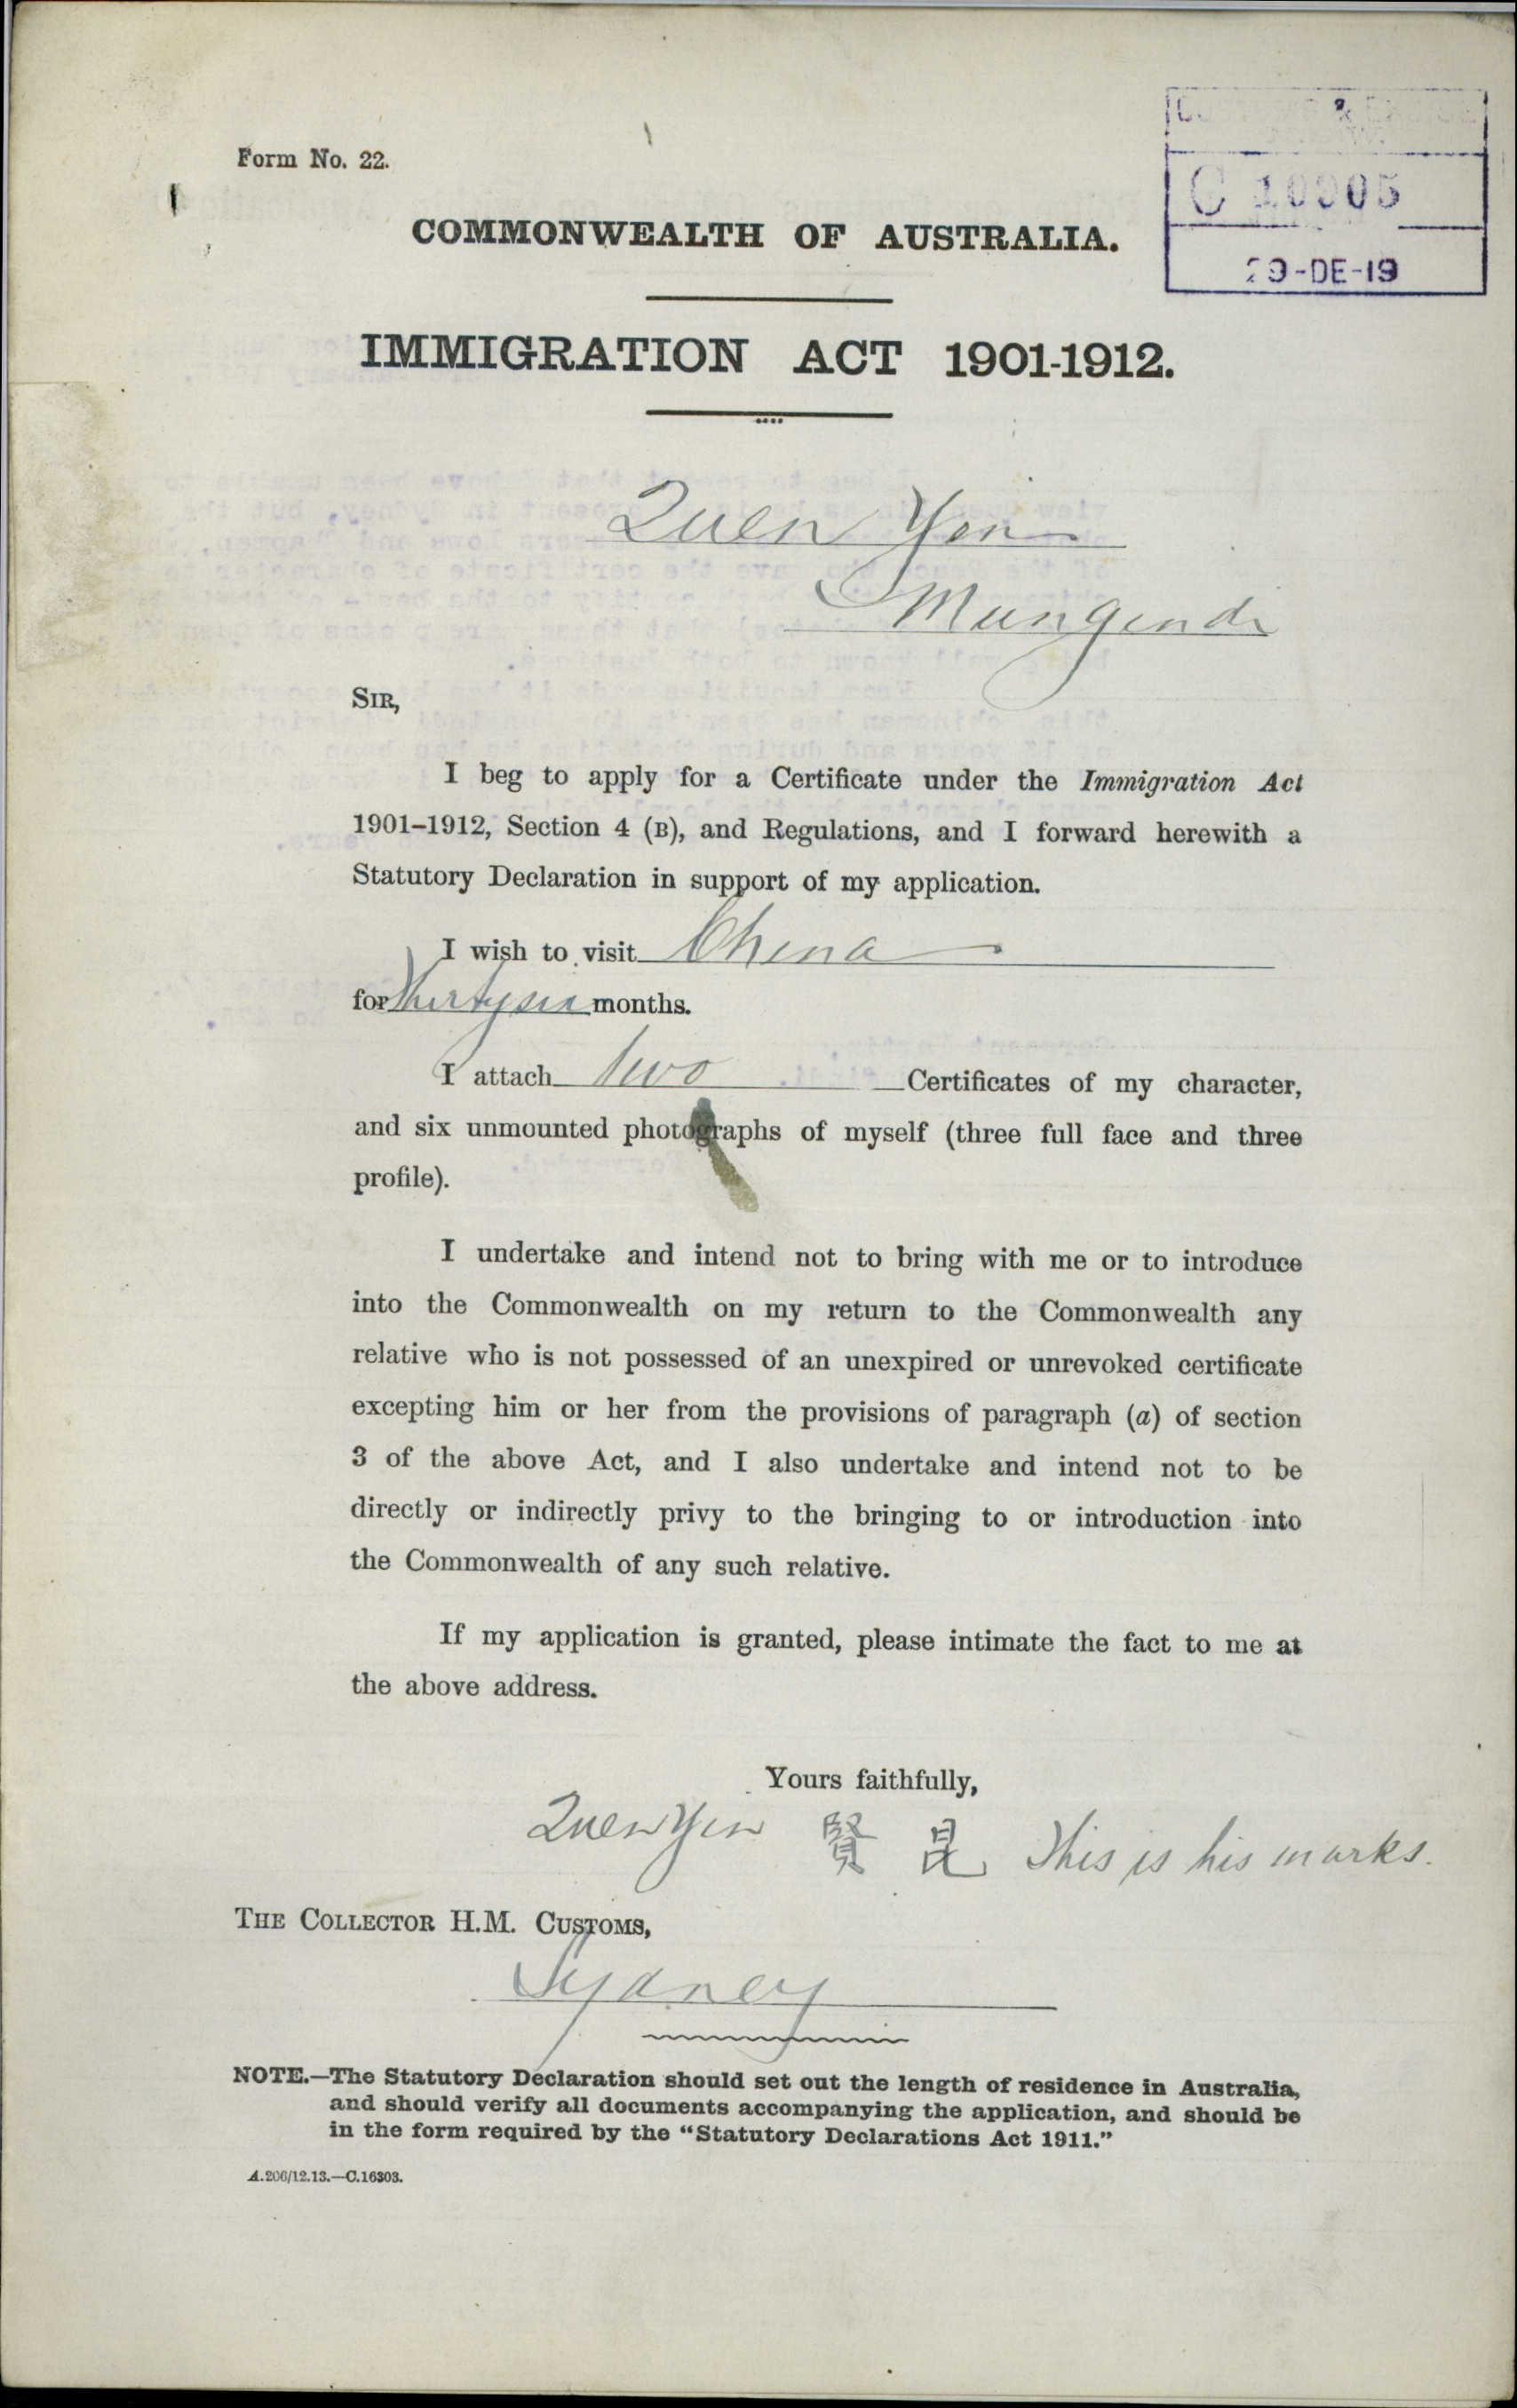 Form No. 22.
& 
C 10905
29-DE-19
COMMONWEALTH OF AUSTRALIA.
IMMIGRATION ACT 1901-1912.
Quen Yen
Mungindi
SIR,
I beg to apply for a Certificate under the Immigration Act
1901–1912, Section 4 (B), and Regulations, and I forward herewith a
Statutory Declaration in support of my application.
I wish to visit China
for thirtysix months.
I attach two Certificates of my character,
and six unmounted photographs of myself (three full face and three
profile).
I undertake and intend not to bring with me or to introduce
into the Commonwealth on my return to the Commonwealth any
relative who is not possessed of an unexpired or unrevoked certificate
excepting him or her from the provisions of paragraph (a) of section
3 of the above Act, and I also undertake and intend not to be
directly or indirectly privy to the bringing to or introduction into
the Commonwealth of any such relative.
If my application is granted, please intimate the fact to me at
the above address.
Yours faithfully,
Quen Yen 賢 昆 This is his marks.
THE COLLECTOR H.M. CUSTOMS,
Sydney
NOTE.—The Statutory Declaration should set out the length of residence in Australia,
and should verify all documents accompanying the application, and should be
in the form required by the “Statutory Declarations Act 1911.”
A.206/12.13.—C.16303.